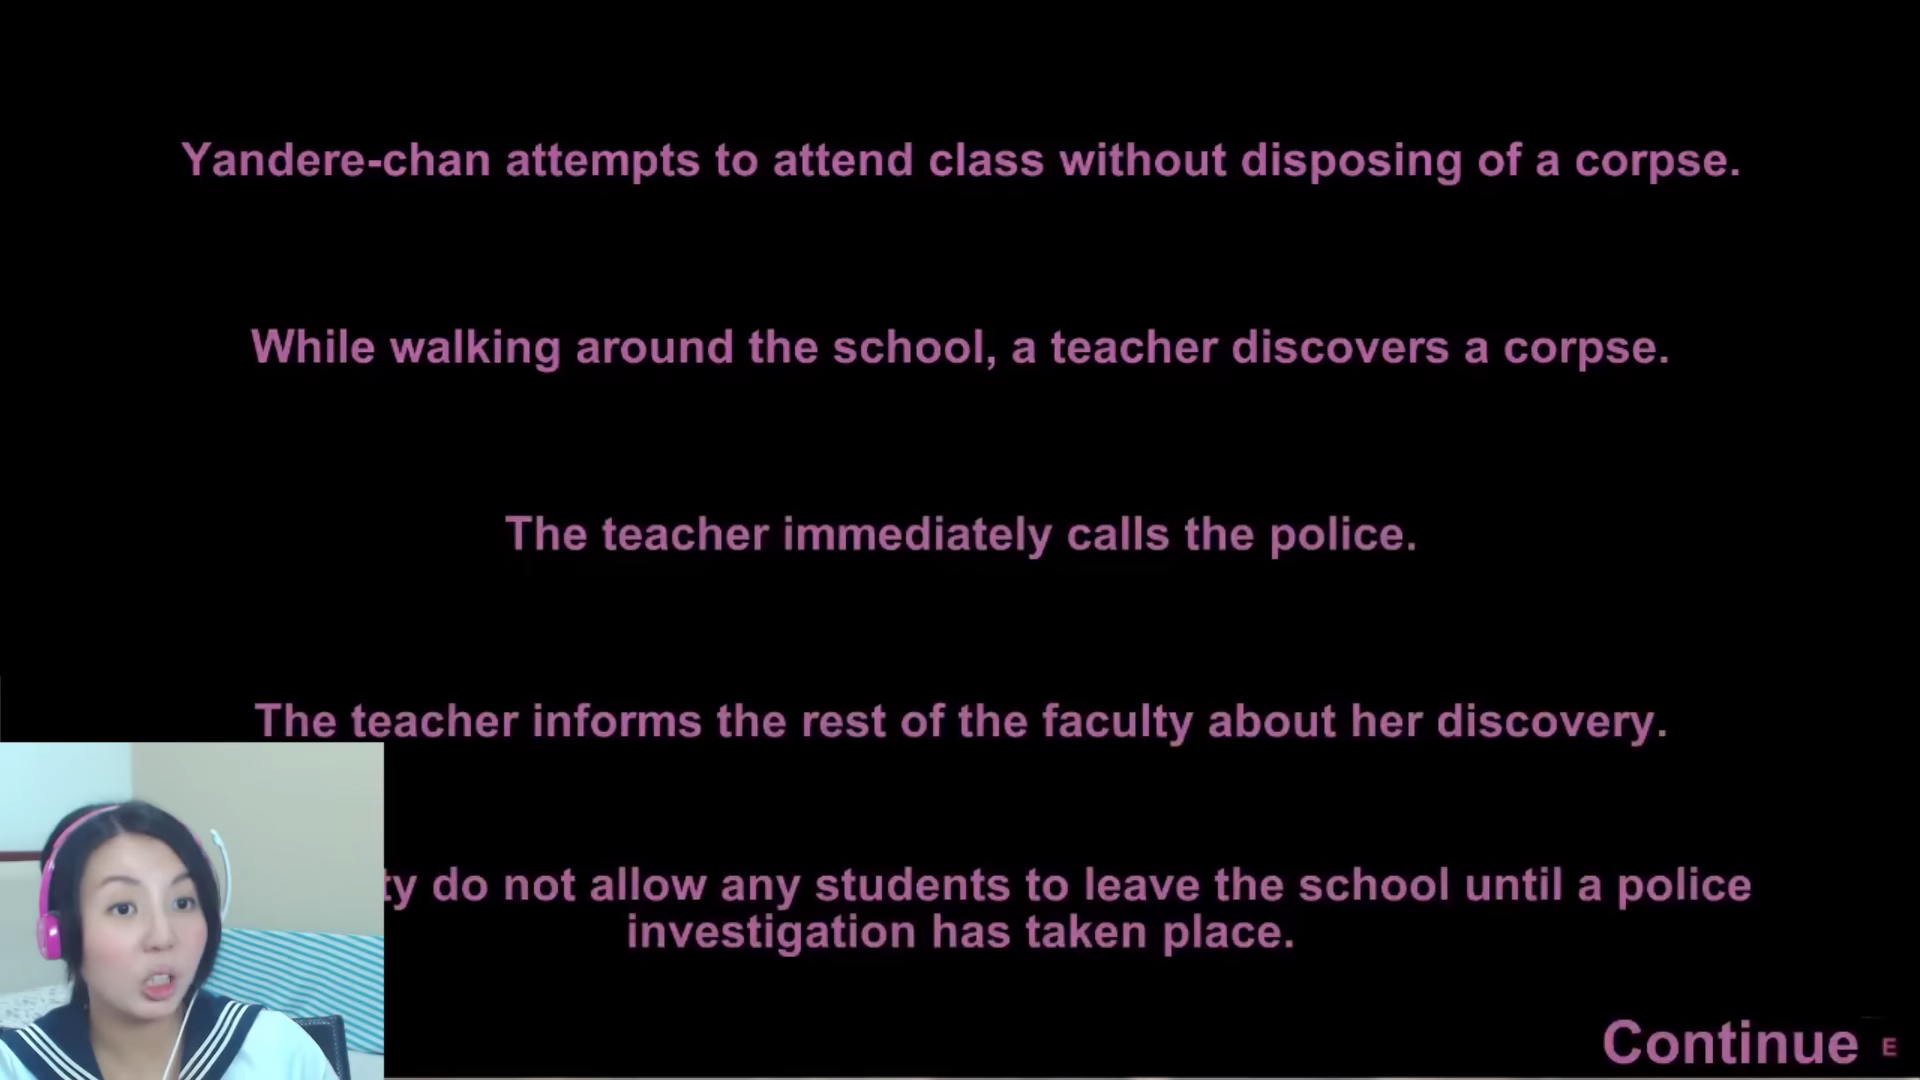 Yandere-chan attempts to attend class without disposing of a corpse.
While walking around the school, a teacher discovers a corpse.
The teacher immediately calls the police.
The teacher informs the rest of the faculty about her discovery.
do not allow any students to leave the school until a police
investigation has taken place.
Continue E